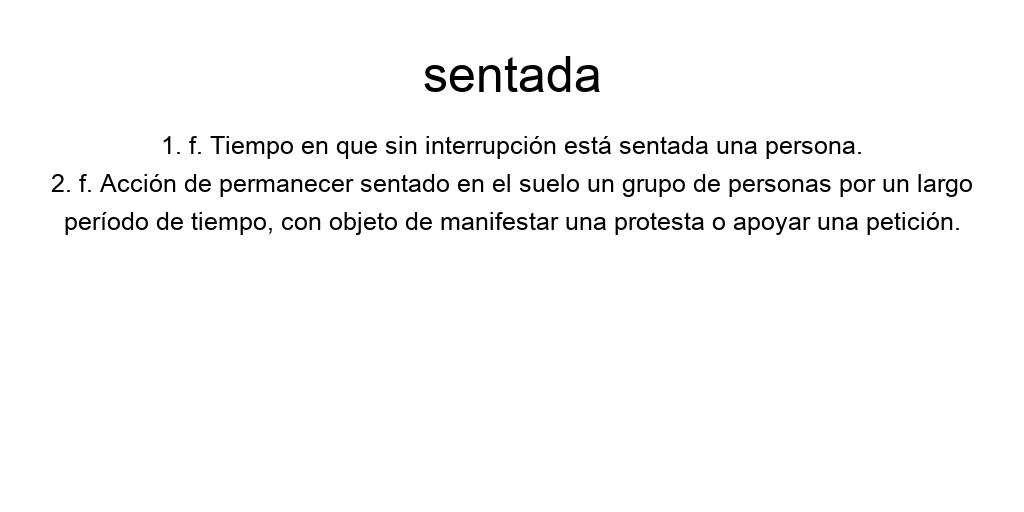 sentada
1. f. Tiempo en que sin interrupción está sentada una persona.
2. f. Acción de permanecer sentado en el suelo un grupo de personas por un largo
período de tiempo, con objeto de manifestar una protesta o apoyar una petición.